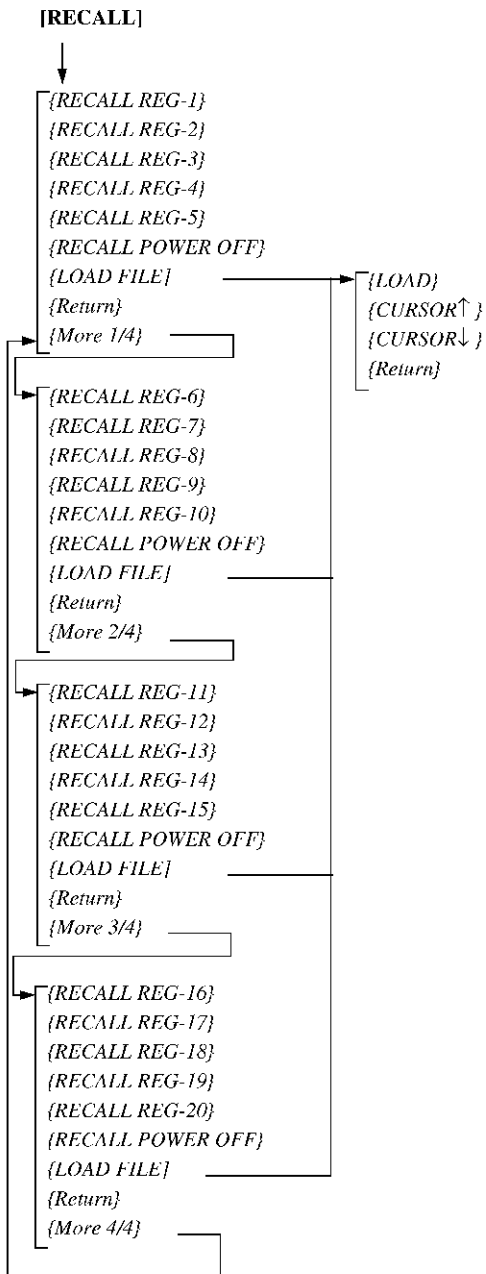 [RECALL]
{RECALL REG-1}
{RECALL REG-2}
{RECALL REG-3}
{RECALL REG-4}
{RECALL REG-5}
{RECALL POWER OFF}
{LOAD FILE]
{Return}
{More 1/4}
{LOAD}
{CURSOR↑ }
{CURSOR↓ }
{Return}
{RECALL REG-6}
{RECALL REG-7}
{RECALL REG-8}
{RECALL REG-9}
{RECALL REG-10}
{RECALL POWER OFF}
{LOAD FILE]
{Return}
{More 2/4}
{RECALL REG-11}
{RECALL REG-12}
{RECALL REG-13}
{RECALL REG-14}
{RECALL REG-15}
{RECALL POWER OFF}
{LOAD FILE]
{Return}
{More 3/4}
{RECALL REG-16}
{RECALL REG-17}
{RECALL REG-18}
{RECALL REG-19}
{RECALL REG-20}
{RECALL POWER OFF}
{LOAD FILE]
{Return}
{More 4/4}